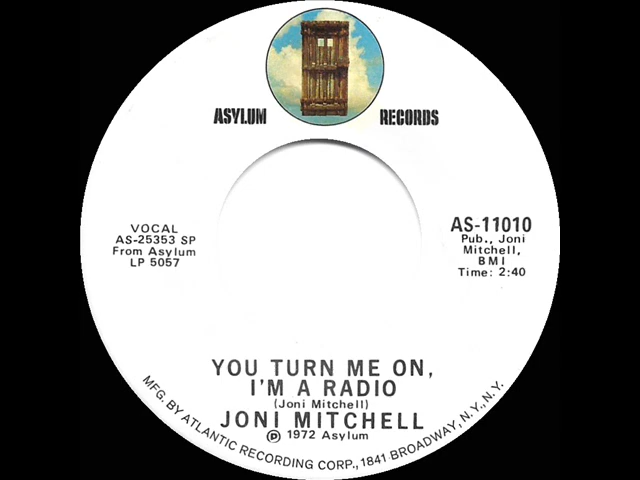 ASYLUM RECORDS
VOCAL
AS-25353 SP
From Asylum
LP 5057
AS-11010
Pub., Joni
Mitchell,
BMI
Time: 2:40
YOU TURN ME ON,
I'M A RADIO
(Joni Mitchell)
JONI MITCHELL
Ⓟ 1972 Asylum
MFG. BY ATLANTIC RECORDING CORP., 1841 BROADWAY, N.Y., N.Y.